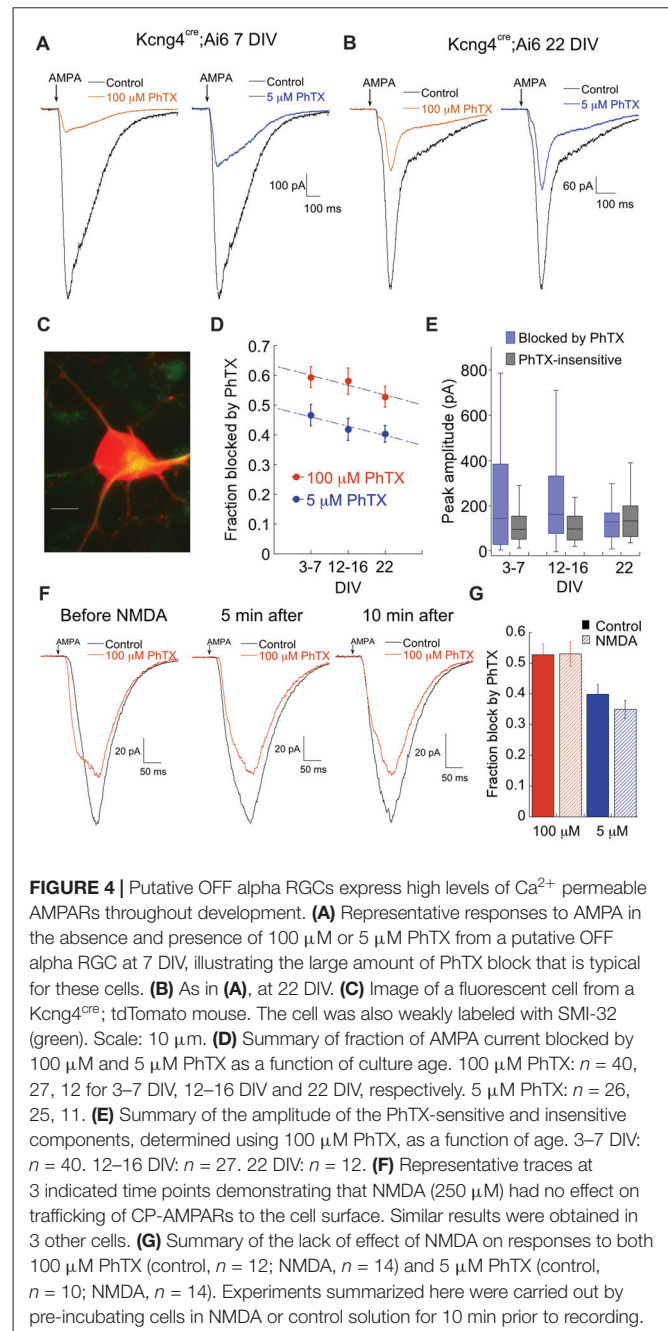 A
Kcng4cre;Ai6 7 DIV
B
Kcng4cre;Ai6 22 DIV
AMPA
Control
100 μM PhTX
AMPA
Control
5 μM PhTX
100 pA
100 ms
AMPA
Control
100 μM PhTX
AMPA
Control
5 μM PhTX
60 pA
100 ms
C
D
Fraction blocked by PhTX
0.7
0.6
0.5
0.4
0.3
0.2
0.1
0
100 μM PhTX
5 μM PhTX
3-7 12-16 22
DIV
E
Blocked by PhTX
PhTX-insensitive
Peak amplitude (pA)
800
600
400
200
0
3-7 12-16 22
DIV
F
Before NMDA
5 min after
10 min after
AMPA
Control
100 μM PhTX
20 pA
50 ms
AMPA
Control
100 μM PhTX
20 pA
50 ms
AMPA
Control
100 μM PhTX
20 pA
50 ms
G
Control
NMDA
Fraction block by PhTX
0.6
0.5
0.4
0.3
0.2
0.1
0
100 μM 5 μM
FIGURE 4 | Putative OFF alpha RGCs express high levels of Ca2+ permeable
AMPARs throughout development. (A) Representative responses to AMPA in
the absence and presence of 100 μM or 5 μM PhTX from a putative OFF
alpha RGC at 7 DIV, illustrating the large amount of PhTX block that is typical
for these cells. (B) As in (A), at 22 DIV. (C) Image of a fluorescent cell from a
Kcng4cre; tdTomato mouse. The cell was also weakly labeled with SMI-32
(green). Scale: 10 μm. (D) Summary of fraction of AMPA current blocked by
100 μM and 5 μM PhTX as a function of culture age. 100 μM PhTX: n = 40,
27, 12 for 3–7 DIV, 12–16 DIV and 22 DIV, respectively. 5 μM PhTX: n = 26,
25, 11. (E) Summary of the amplitude of the PhTX-sensitive and insensitive
components, determined using 100 μM PhTX, as a function of age. 3–7 DIV:
n = 40. 12–16 DIV: n = 27. 22 DIV: n = 12. (F) Representative traces at
3 indicated time points demonstrating that NMDA (250 μM) had no effect on
trafficking of CP-AMPARs to the cell surface. Similar results were obtained in
3 other cells. (G) Summary of the lack of effect of NMDA on responses to both
100 μM PhTX (control, n = 12; NMDA, n = 14) and 5 μM PhTX (control,
n = 10; NMDA, n = 14). Experiments summarized here were carried out by
pre-incubating cells in NMDA or control solution for 10 min prior to recording.